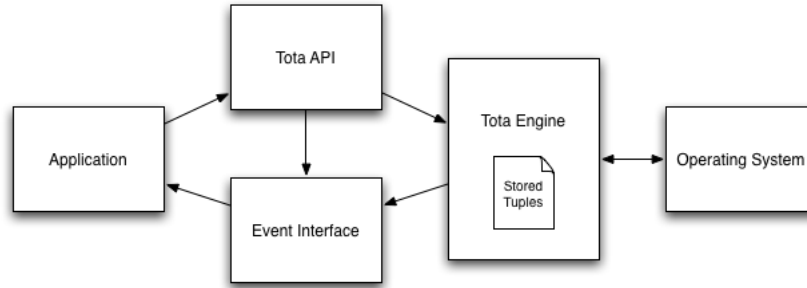 Tota API
Tota Engine
Application
Operating System
Stored
Tuples
Event Interface